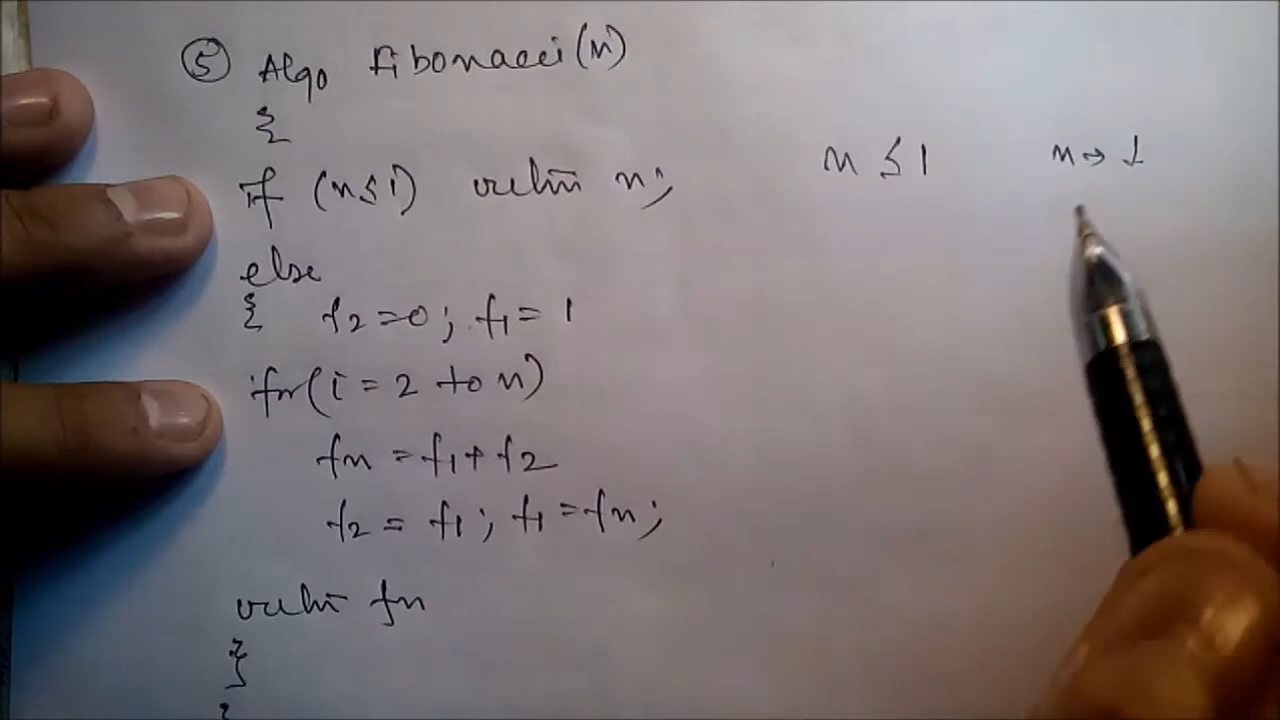 ⑤ Algo Fibonacci(n)
{
if (n≤1) return n;
n ≤ 1
n → 1
else
{ f2=0; f1=1
for(i=2 to n)
fn=f1+f2
f2=f1; f1=fn;
return fn
}
}